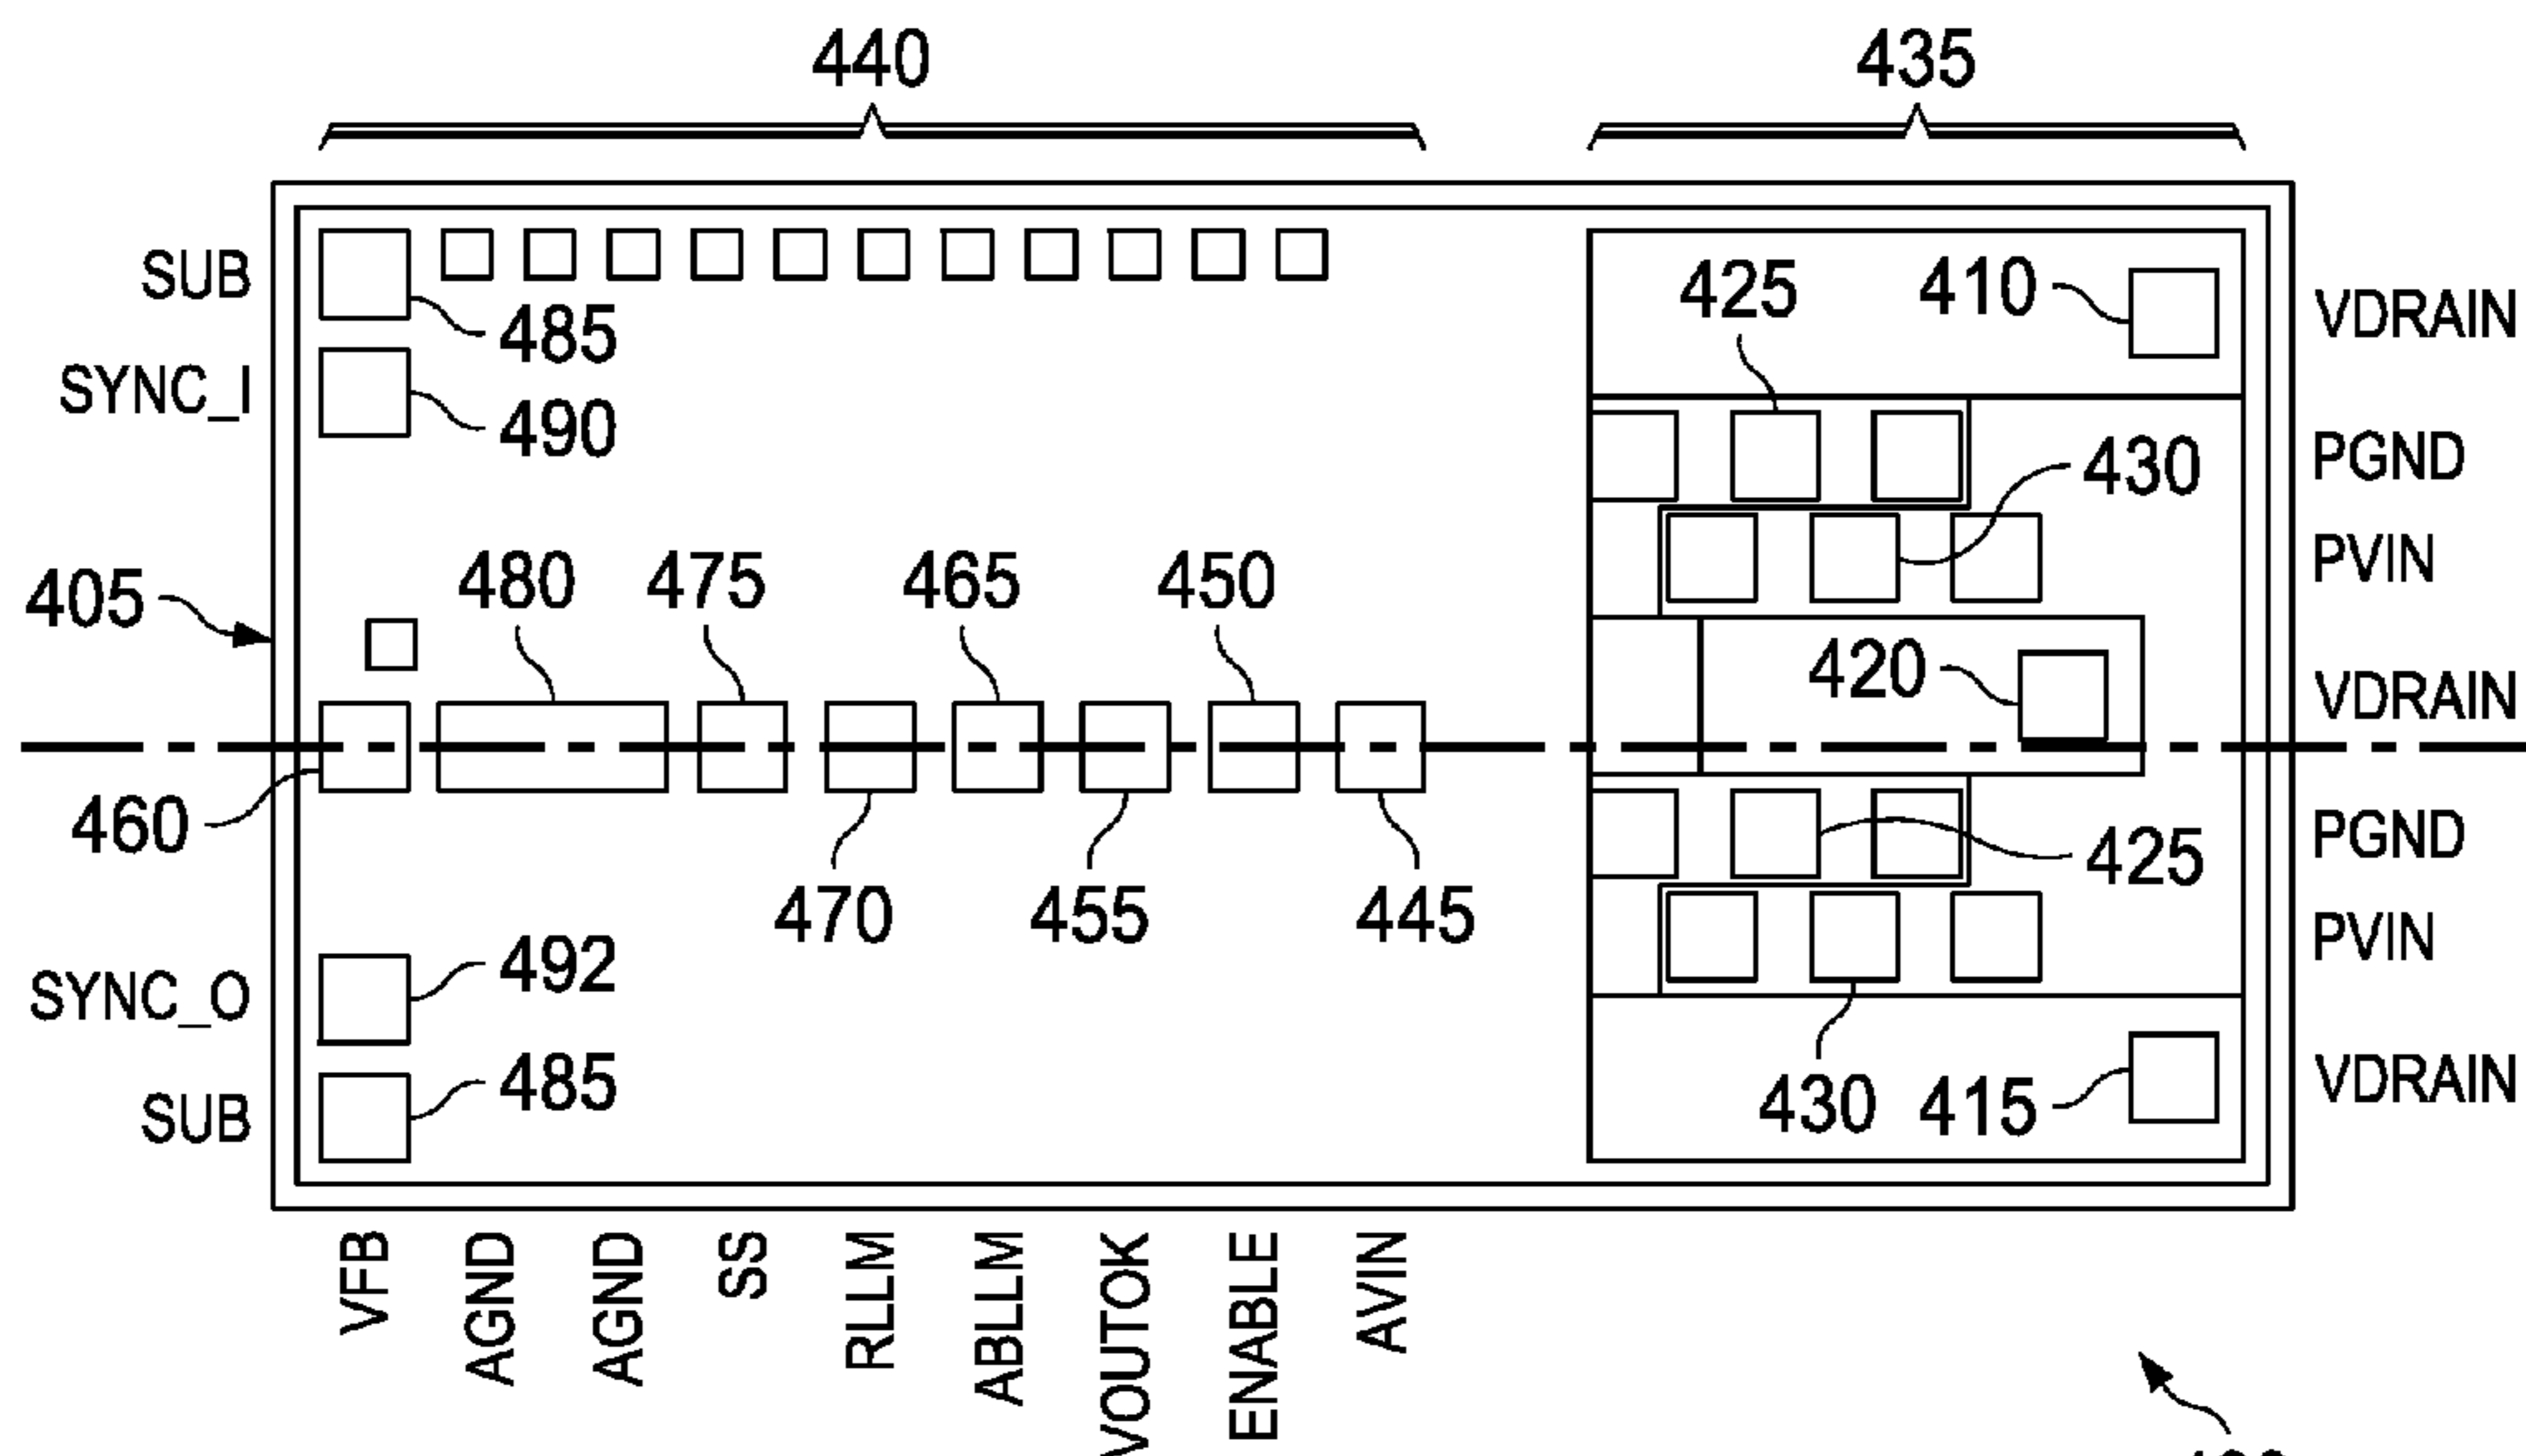 440 435
SUB
485
425
410
VDRAIN
SYNC_I
490
PGND
430
PVIN
405
480 475 465 450
420
VDRAIN
460
470 455 445
PGND
425
PVIN
SYNC_O
492
SUB
485
430 415
VDRAIN
VFB
AGND
AGND
SS
RLLLM
ABLLLM
VOUTOK
ENABLE
AVIN